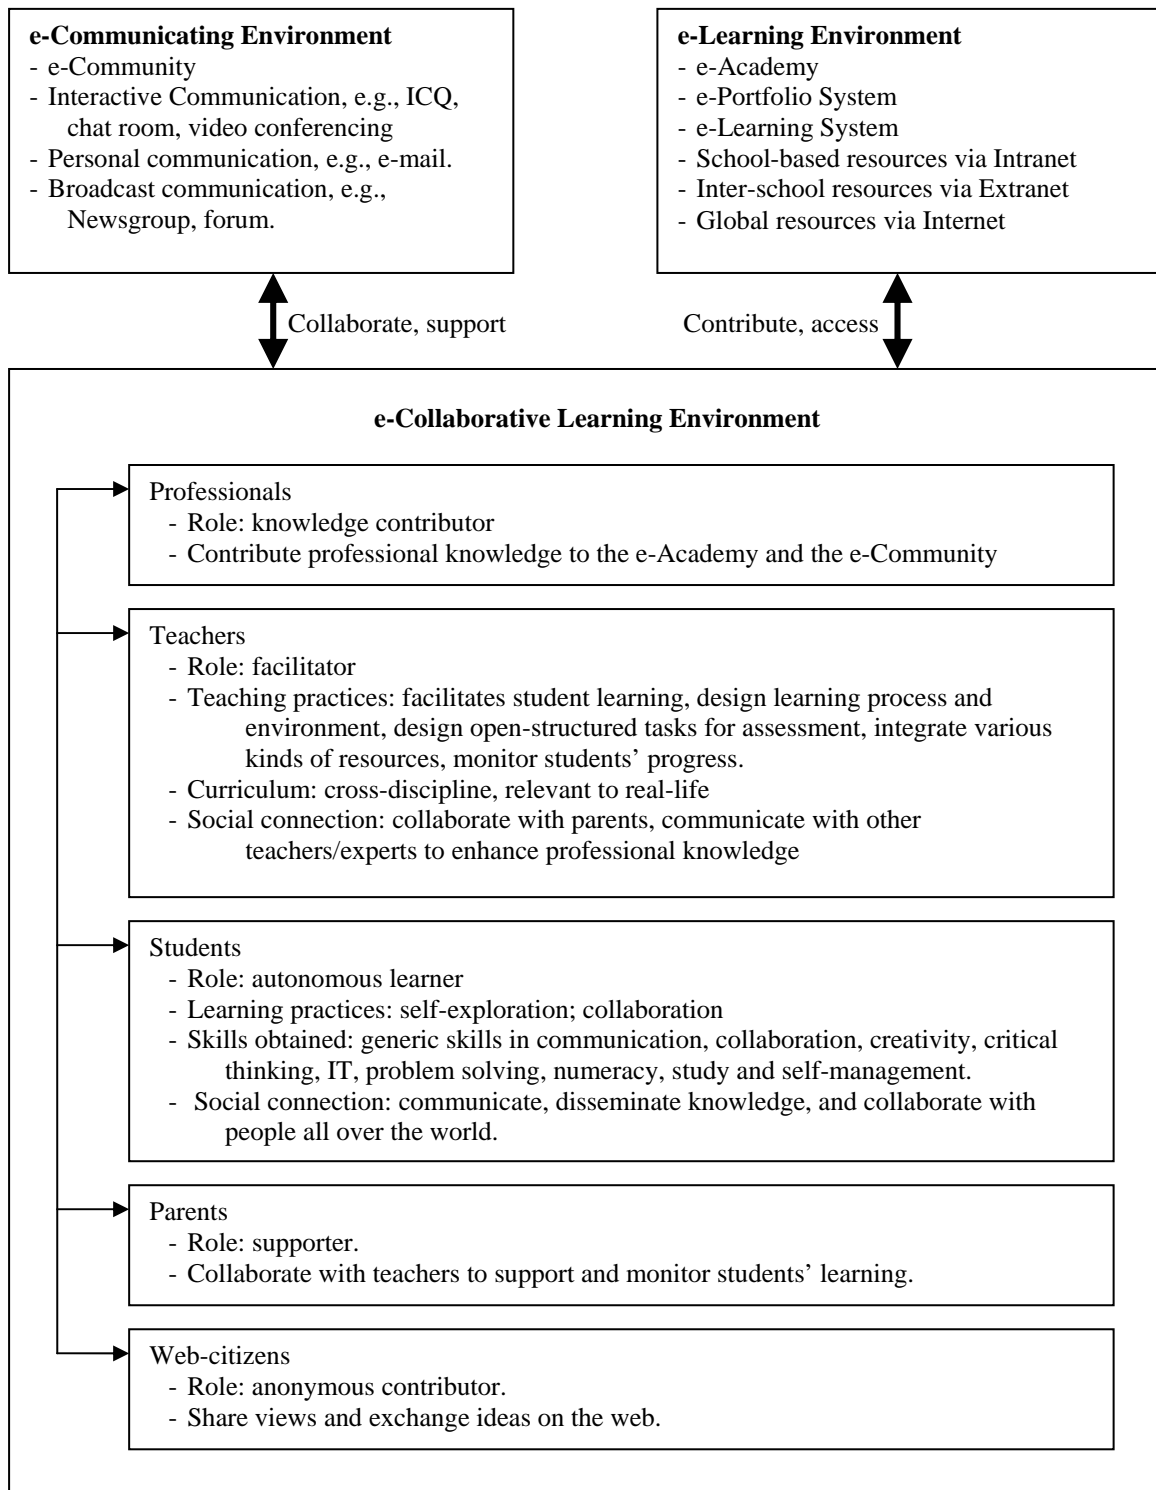 e-Communicating Environment
- e-Community
- Interactive Communication, e.g., ICQ,
chat room, video conferencing
- Personal communication, e.g., e-mail.
- Broadcast communication, e.g.,
Newsgroup, forum.
e-Learning Environment
- e-Academy
- e-Portfolio System
- e-Learning System
- School-based resources via Intranet
- Inter-school resources via Extranet
- Global resources via Internet
Collaborate, support
Contribute, access
e-Collaborative Learning Environment
Professionals
- Role: knowledge contributor
- Contribute professional knowledge to the e-Academy and the e-Community
Teachers
- Role: facilitator
- Teaching practices: facilitates student learning, design learning process and
environment, design open-structured tasks for assessment, integrate various
kinds of resources, monitor students’ progress.
- Curriculum: cross-discipline, relevant to real-life
- Social connection: collaborate with parents, communicate with other
teachers/experts to enhance professional knowledge
Students
- Role: autonomous learner
- Learning practices: self-exploration; collaboration
- Skills obtained: generic skills in communication, collaboration, creativity, critical
thinking, IT, problem solving, numeracy, study and self-management.
- Social connection: communicate, disseminate knowledge, and collaborate with
people all over the world.
Parents
- Role: supporter.
- Collaborate with teachers to support and monitor students’ learning.
Web-citizens
- Role: anonymous contributor.
- Share views and exchange ideas on the web.